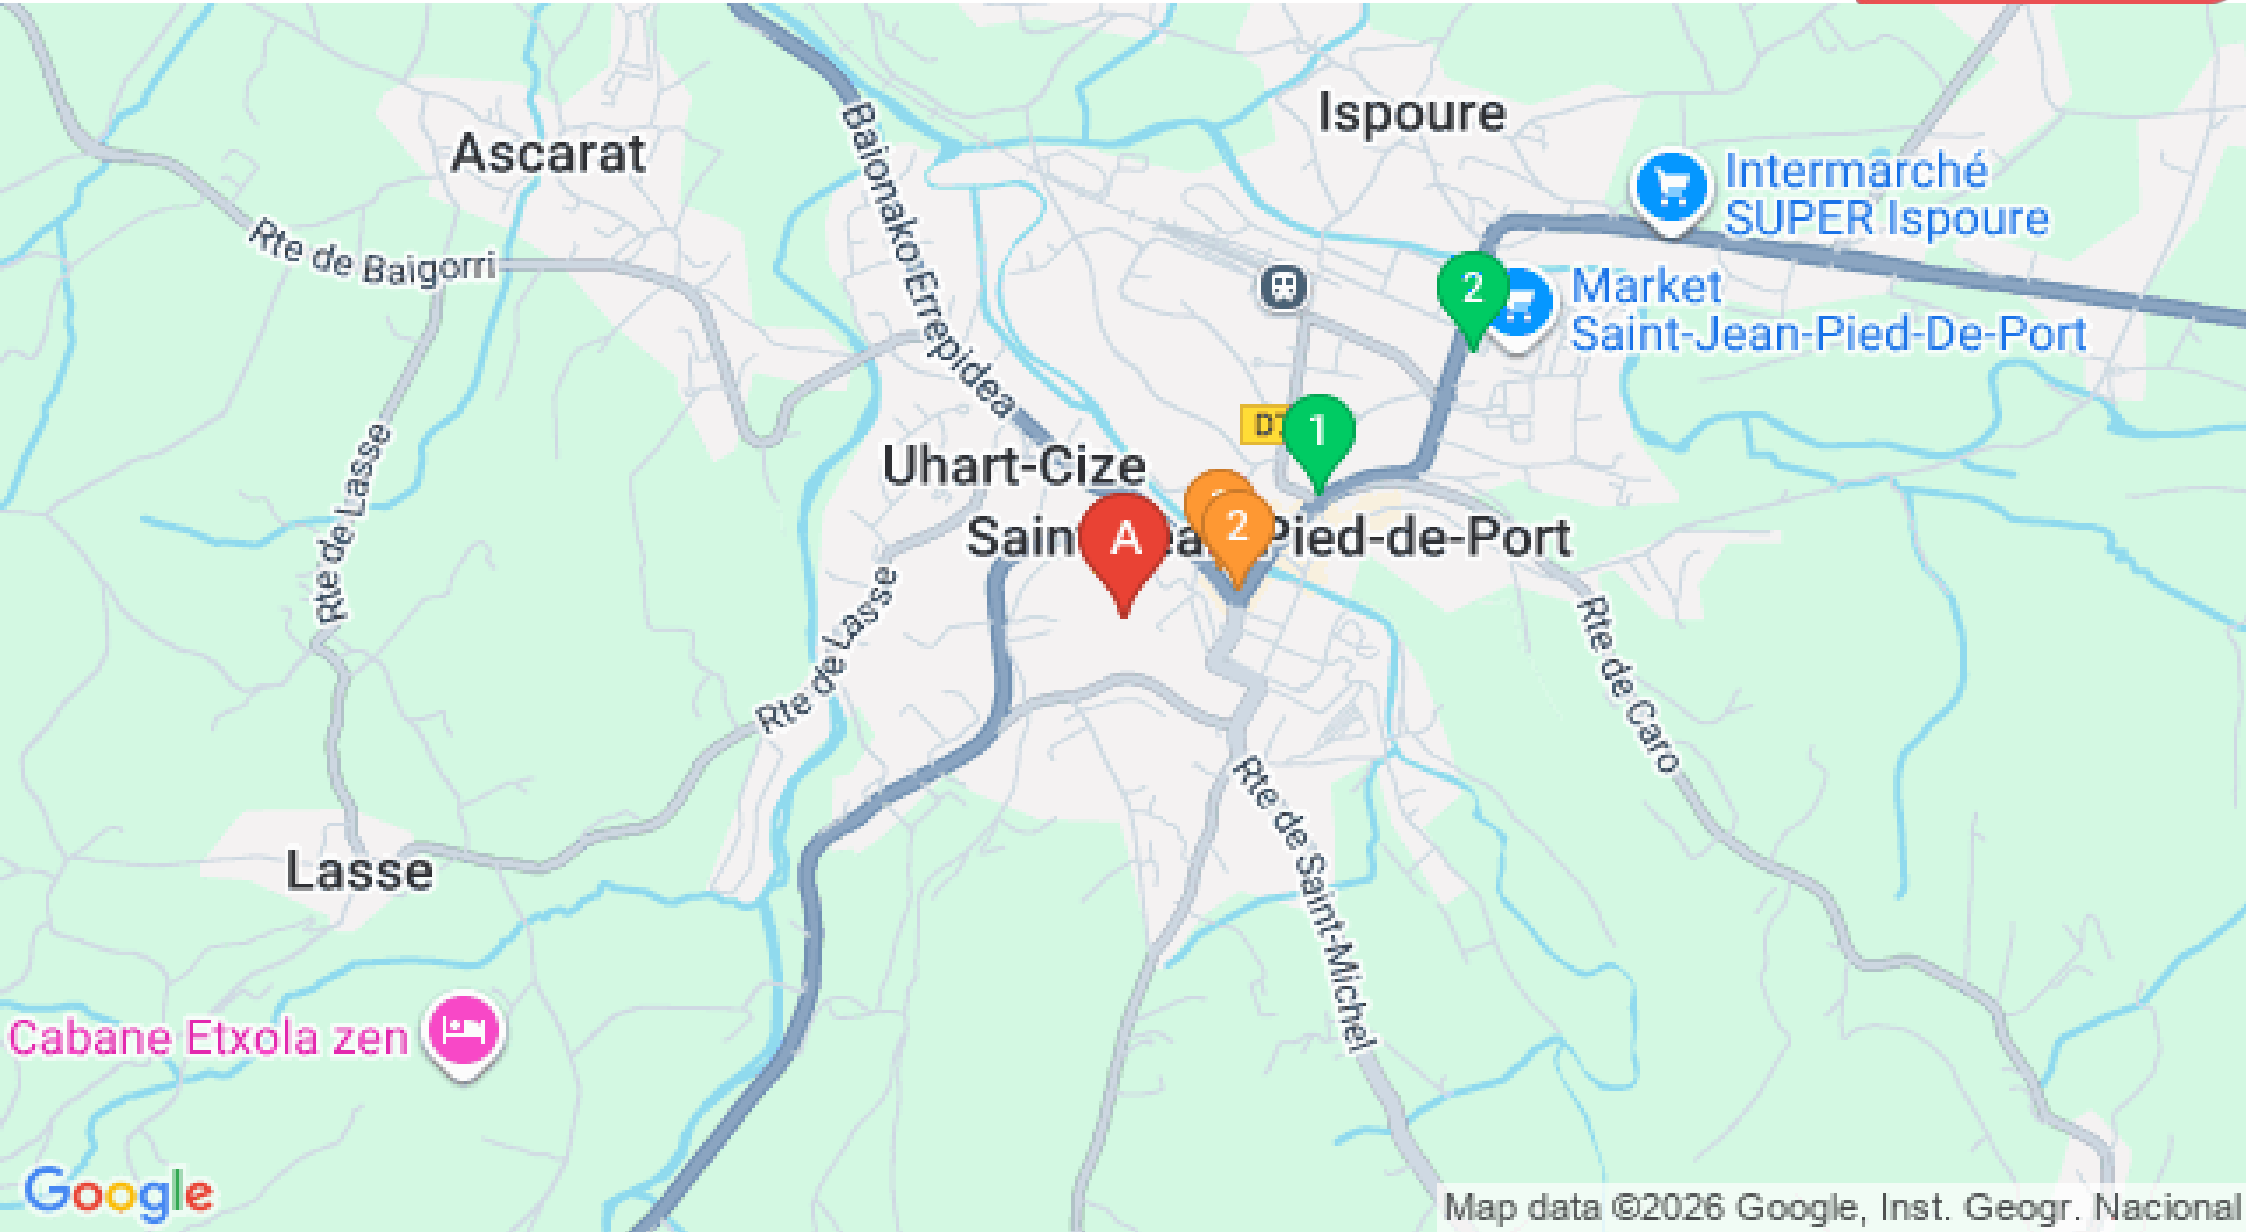 Ispoure
Ascarat
Intermarché
SUPER Ispoure
Baionako Errepidea
Rte de Baigorri
2
Market
Saint-Jean-Pied-De-Port
1
Uhart-Cize
Rte de Lasse
A
2
Pied-de-Port
Rte de Lasse
Rte de Caro
Rte de Saint-Michel
Lasse
Cabane Etxola zen
Google
Map data ©2026 Google, Inst. Geogr. Nacional